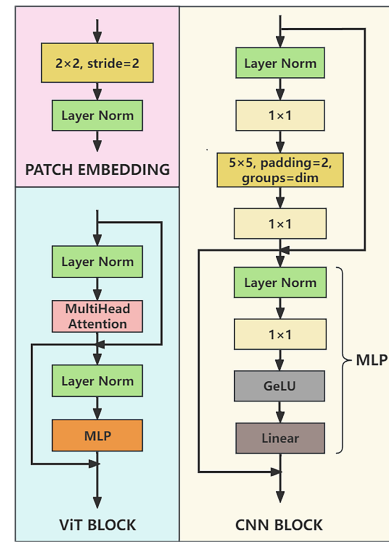 2×2, stride=2
Layer Norm
PATCH EMBEDDING
Layer Norm
MultiHead
Attention
Layer Norm
MLP
ViT BLOCK
Layer Norm
1×1
5×5, padding=2,
groups=dim
1×1
Layer Norm
1×1
GeLU
Linear
MLP
CNN BLOCK